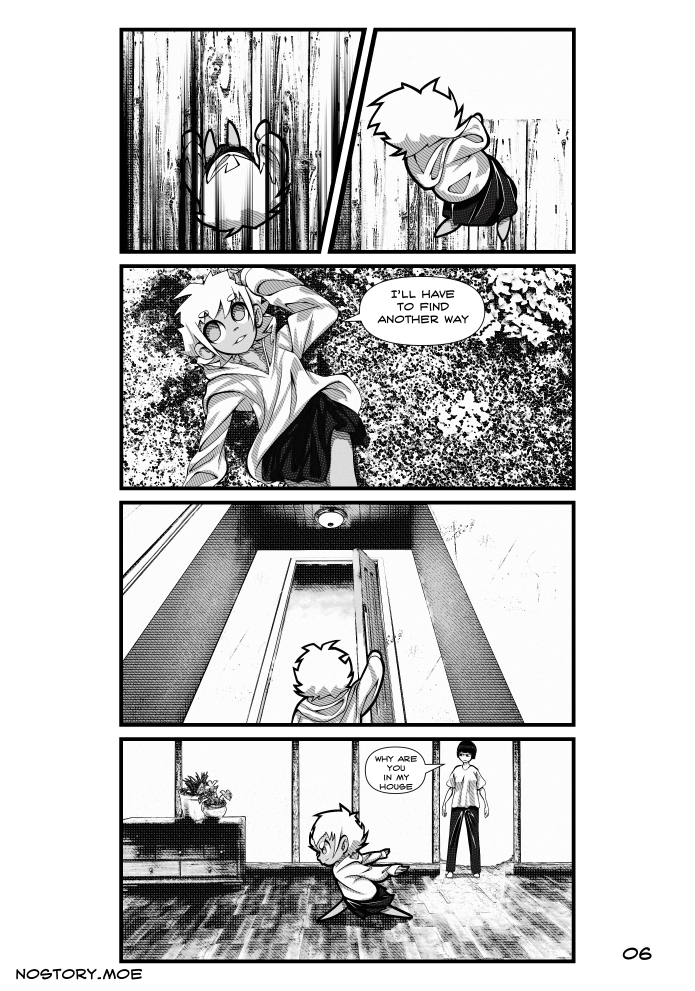 I'LL HAVE
TO FIND
ANOTHER WAY
WHY ARE
YOU
IN MY
HOUSE
06
NOSTORY.MOE